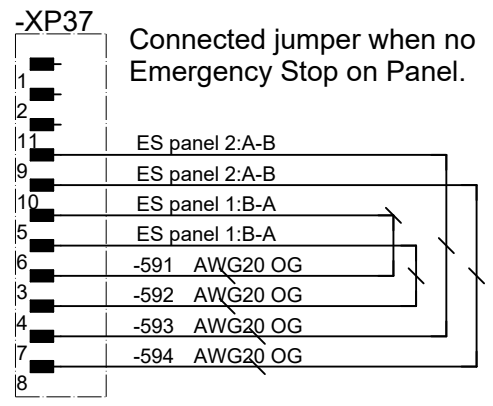 -XP37
Connected jumper when no
Emergency Stop on Panel.
1
2
11
ES panel 2:A-B
9
ES panel 2:A-B
10
ES panel 1:B-A
5
ES panel 1:B-A
6
-591 AWG20 OG
3
-592 AWG20 OG
4
-593 AWG20 OG
7
-594 AWG20 OG
8